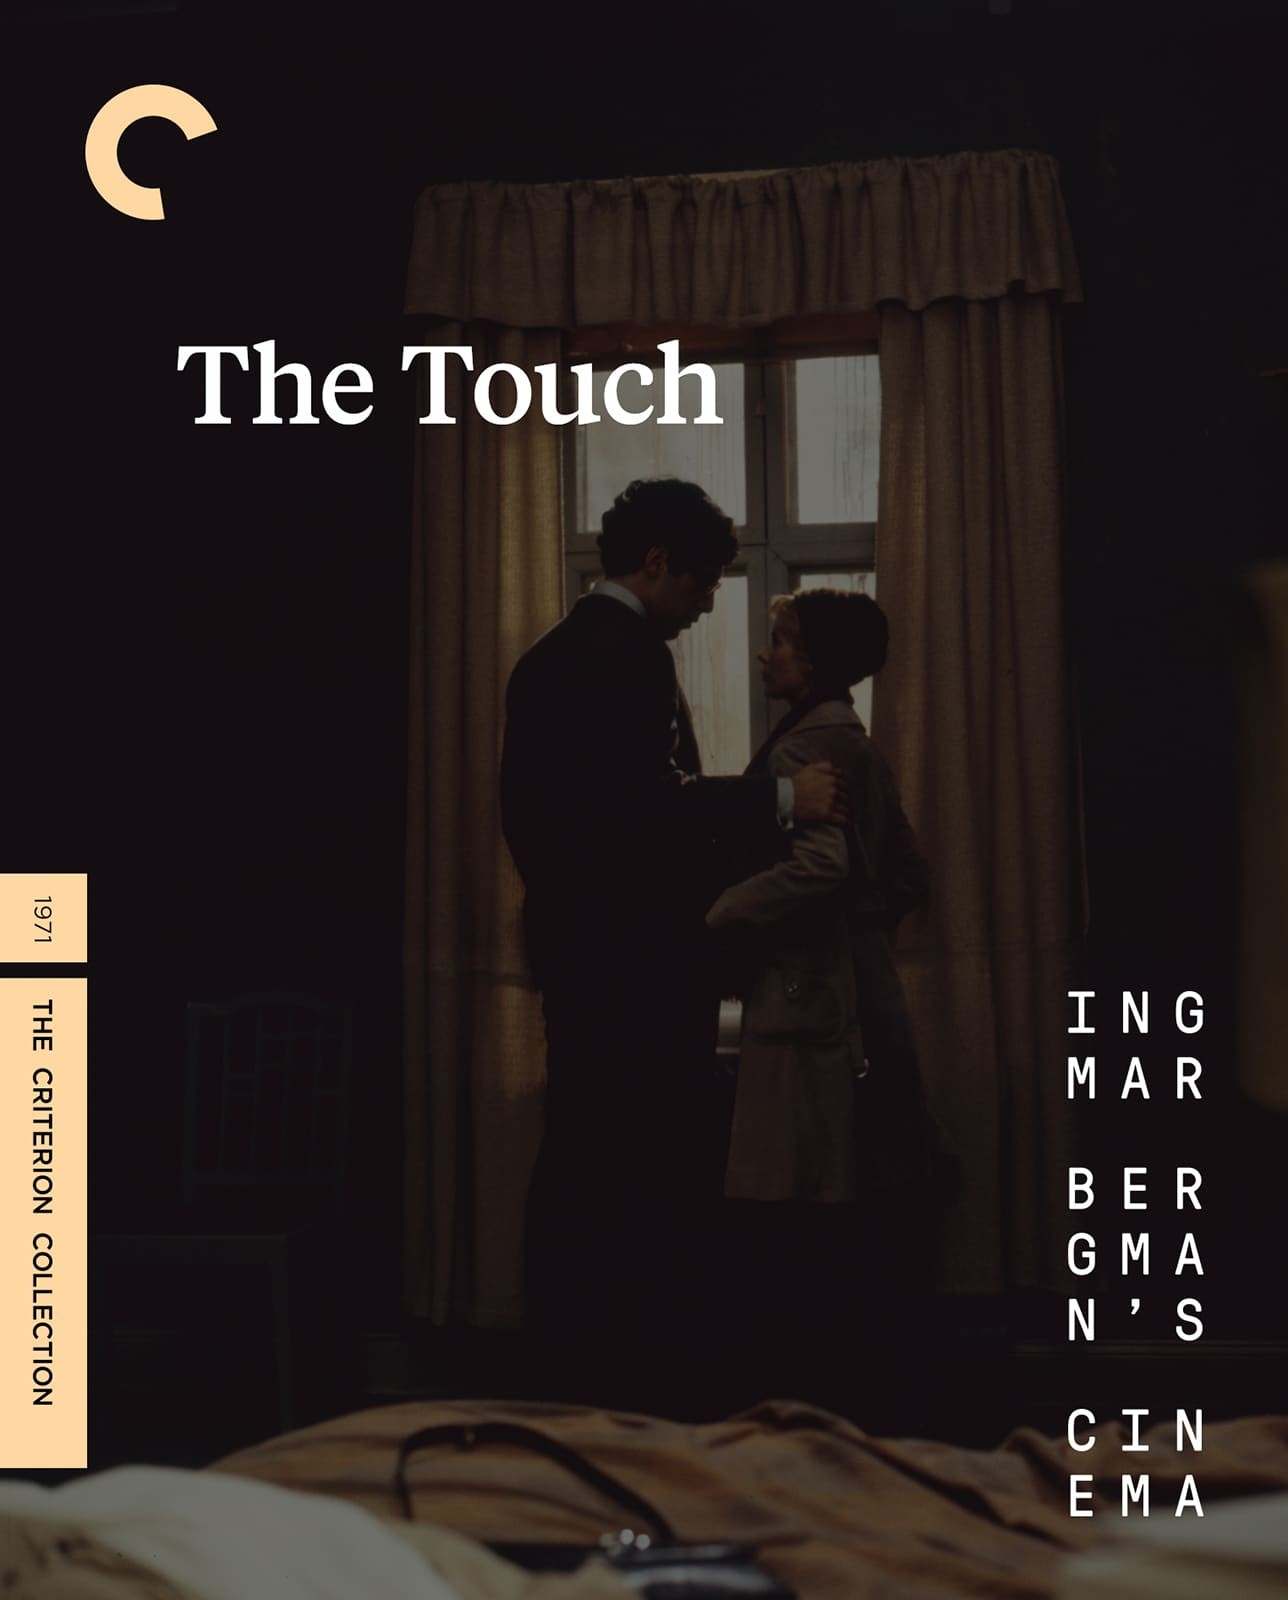 The Touch
1971
THE CRITERION COLLECTION
ING
MAR
BER
GMA
N’S
CIN
EMA